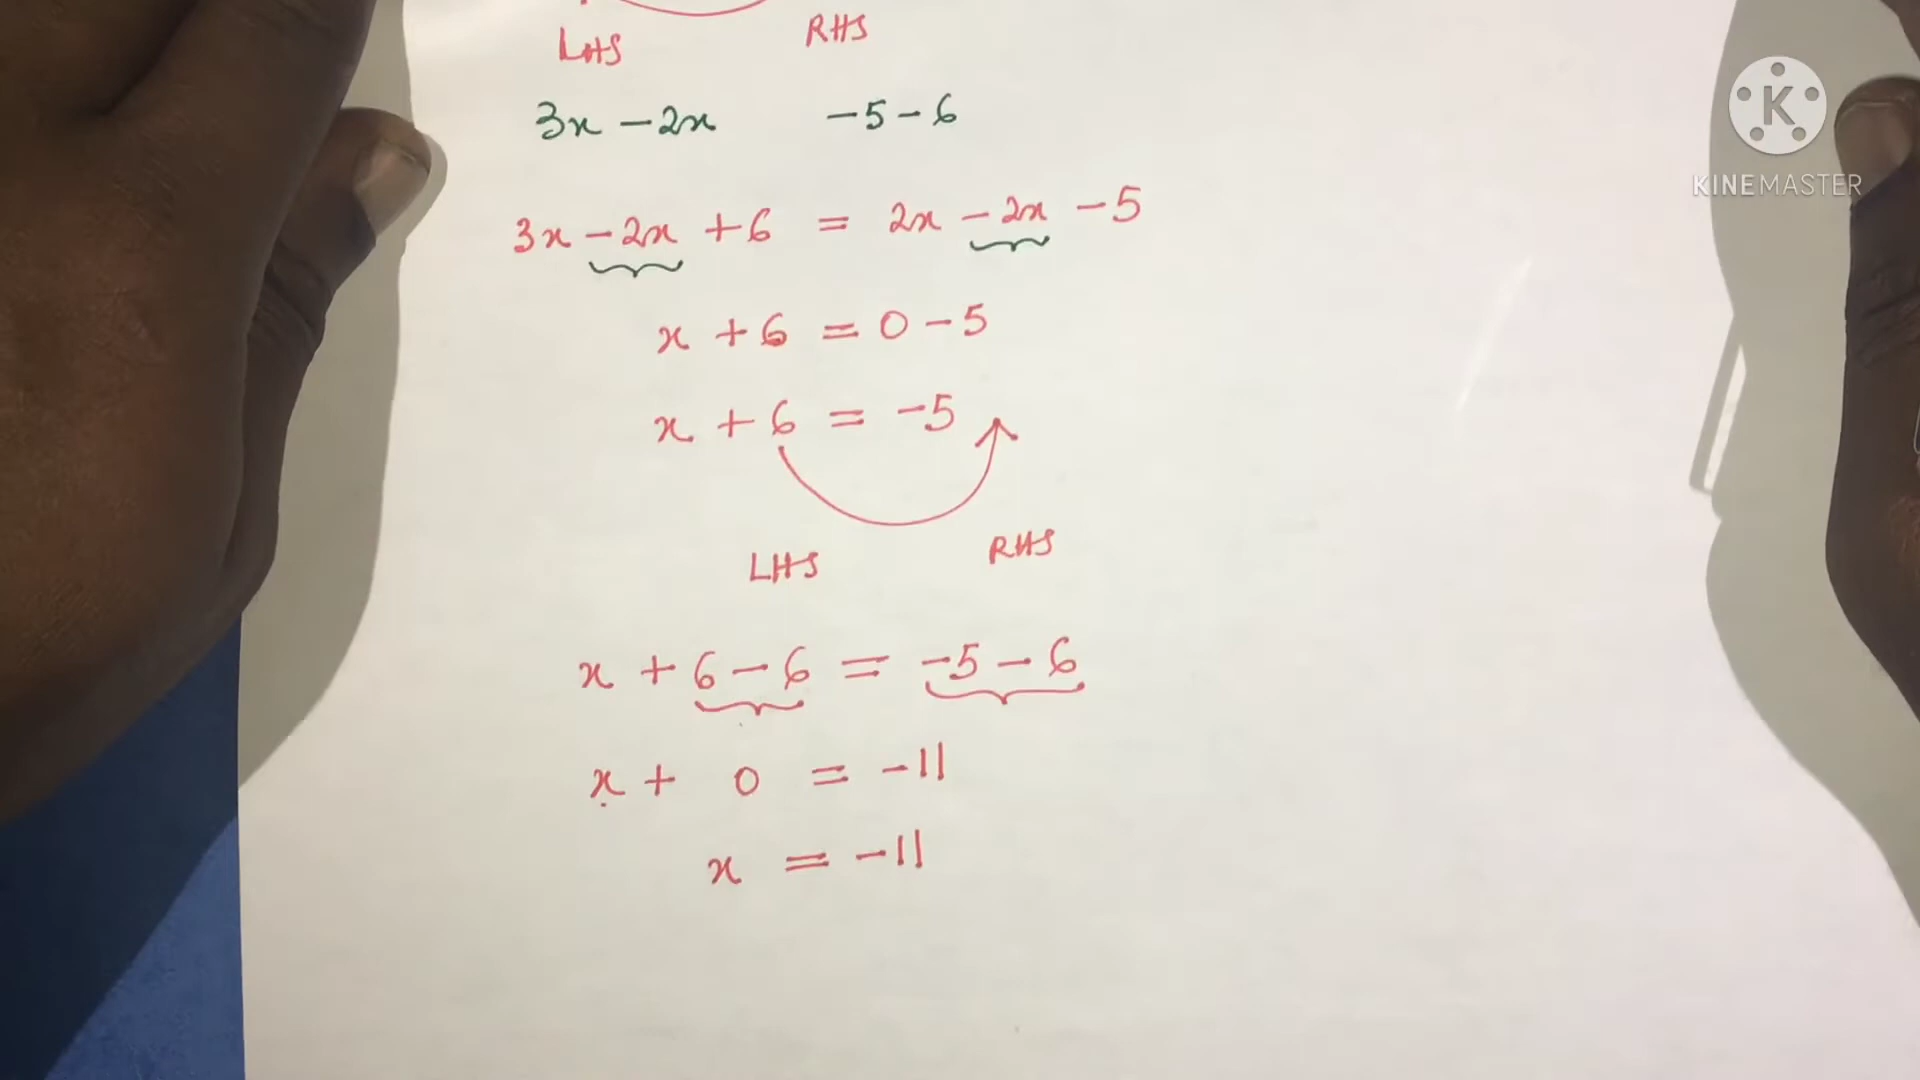 LHS RHS
3x - 2x -5 - 6
3x - 2x + 6 = 2x - 2x - 5
x + 6 = 0 - 5
x + 6 = -5
LHS RHS
x + 6 - 6 = -5 - 6
x + 0 = -11
x = -11
K
KINEMASTER